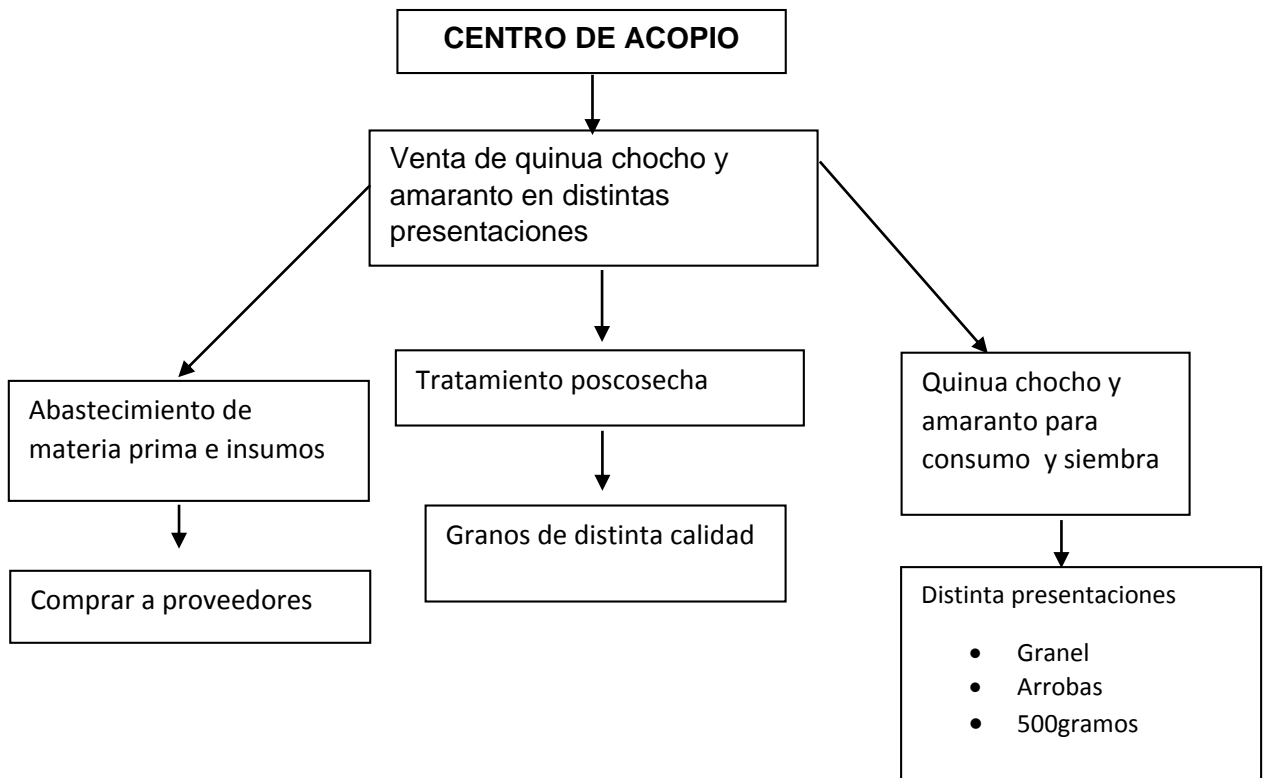 CENTRO DE ACOPIO
Venta de quinua chocho y
amaranto en distintas
presentaciones
Abastecimiento de
materia prima e insumos
Comprar a proveedores
Tratamiento poscosecha
Granos de distinta calidad
Quinua chocho y
amaranto para
consumo y siembra
Distinta presentaciones
• Granel
• Arrobas
• 500gramos